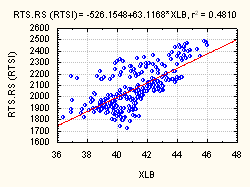 RTS.RS (RTSI) = -526.1548+63.1168*XLB, r² = 0.4810
2600
2500
2400
2300
2200
2100
2000
1900
1800
1700
1600
RTS.RS (RTSI)
36 38 40 42 44 46 48
XLB